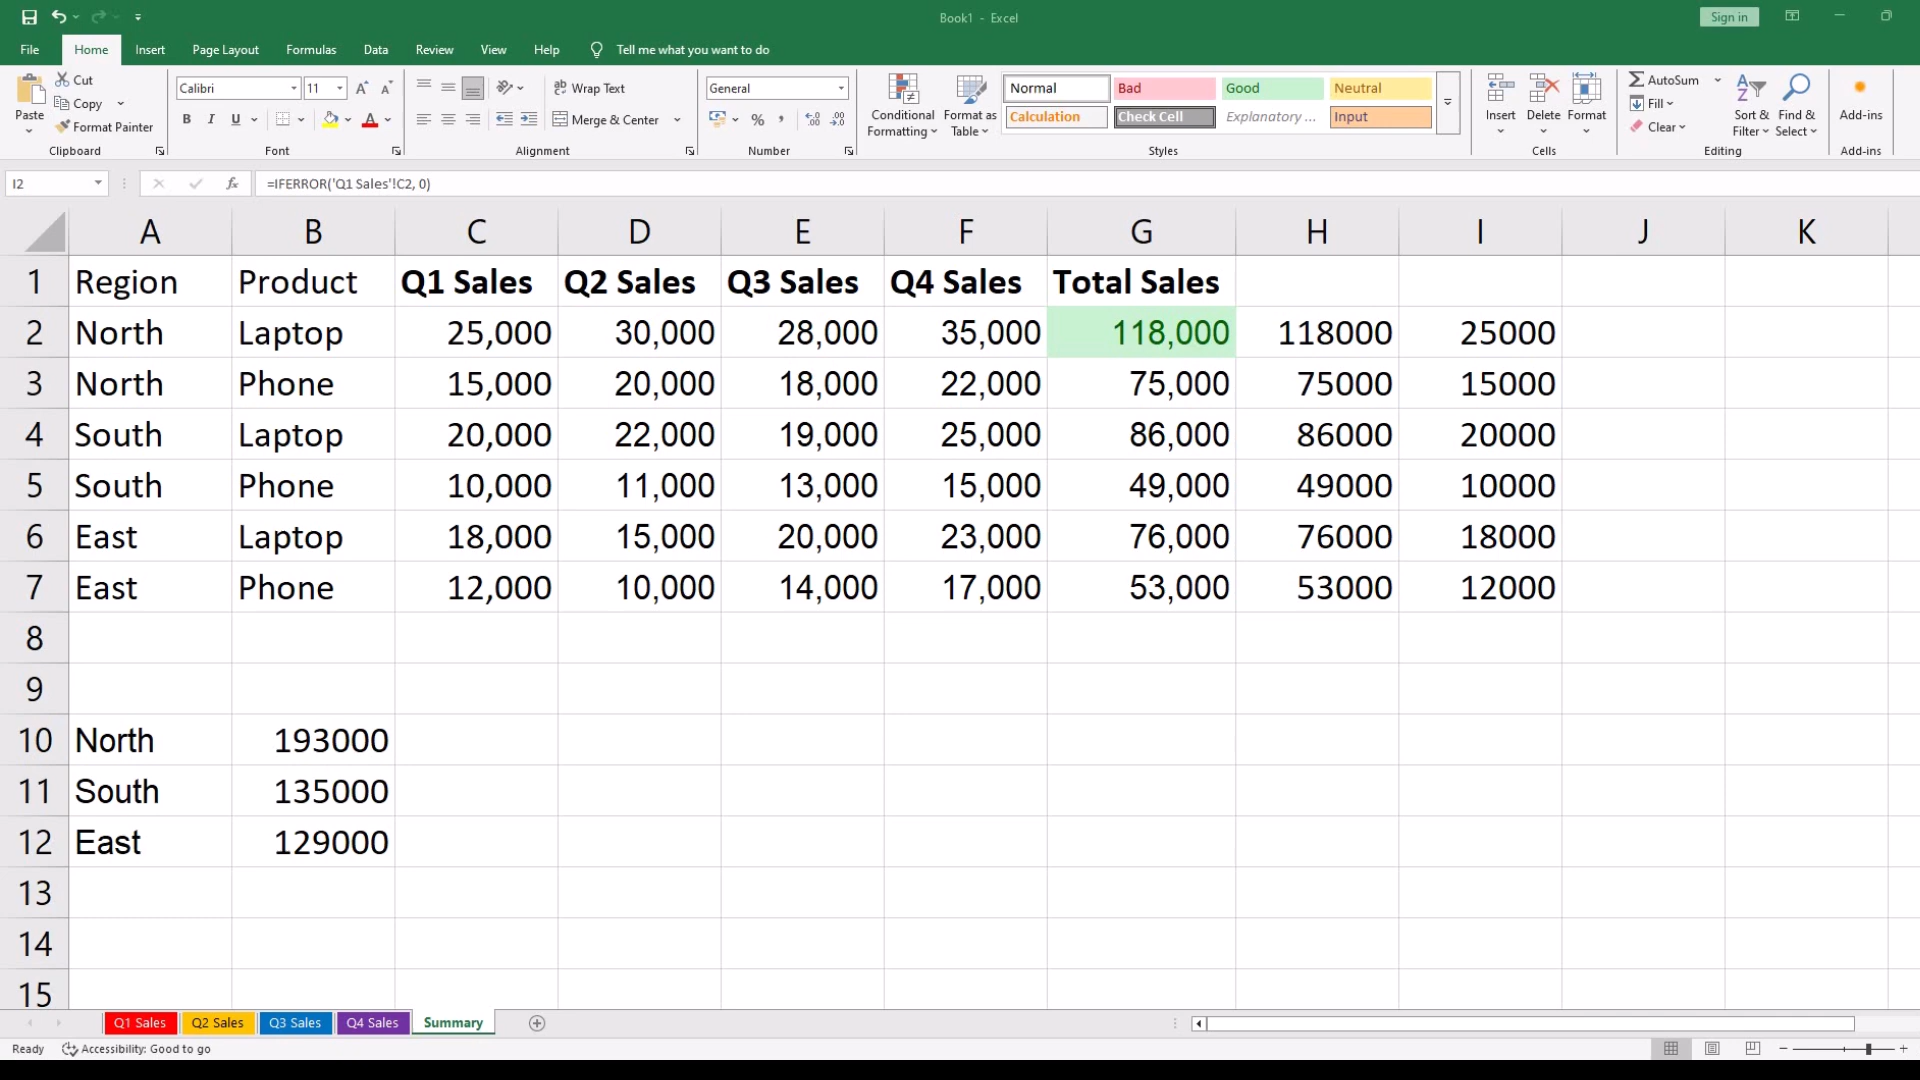 Book1 - Excel
Sign in
File Home Insert Page Layout Formulas Data Review View Help Tell me what you want to do
Paste
Cut
Copy
Format Painter
Clipboard
Calibri 11
B I U
Font
Wrap Text
Merge & Center
Alignment
General
%
Number
Conditional Formatting
Format as Table
Normal Bad Good Neutral
Calculation Check Cell Explanatory ... Input
Styles
Insert Delete Format
Cells
AutoSum
Fill
Clear
Sort & Filter
Find & Select
Editing
Add-ins
Add-ins
I2
fx
=IFERROR('Q1 Sales'!C2, 0)
A B C D E F G H I J K
1 Region Product Q1 Sales Q2 Sales Q3 Sales Q4 Sales Total Sales
2 North Laptop 25,000 30,000 28,000 35,000 118,000 118000 25000
3 North Phone 15,000 20,000 18,000 22,000 75,000 75000 15000
4 South Laptop 20,000 22,000 19,000 25,000 86,000 86000 20000
5 South Phone 10,000 11,000 13,000 15,000 49,000 49000 10000
6 East Laptop 18,000 15,000 20,000 23,000 76,000 76000 18000
7 East Phone 12,000 10,000 14,000 17,000 53,000 53000 12000
8
9
10 North 193000
11 South 135000
12 East 129000
13
14
15
Q1 Sales Q2 Sales Q3 Sales Q4 Sales Summary
Ready Accessibility: Good to go